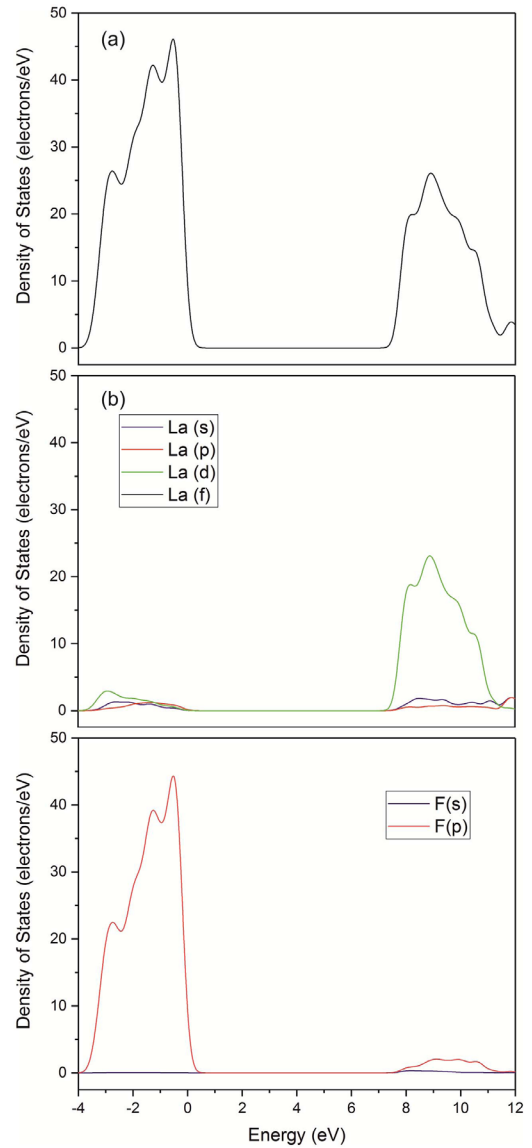 50
(a)
40
30
20
10
0
Density of States (electrons/eV)
50
(b)
La (s)
La (p)
La (d)
La (f)
40
30
20
10
0
Density of States (electrons/eV)
50
F(s)
F(p)
40
30
20
10
0
Density of States (electrons/eV)
-4 -2 0 2 4 6 8 10 12
Energy (eV)